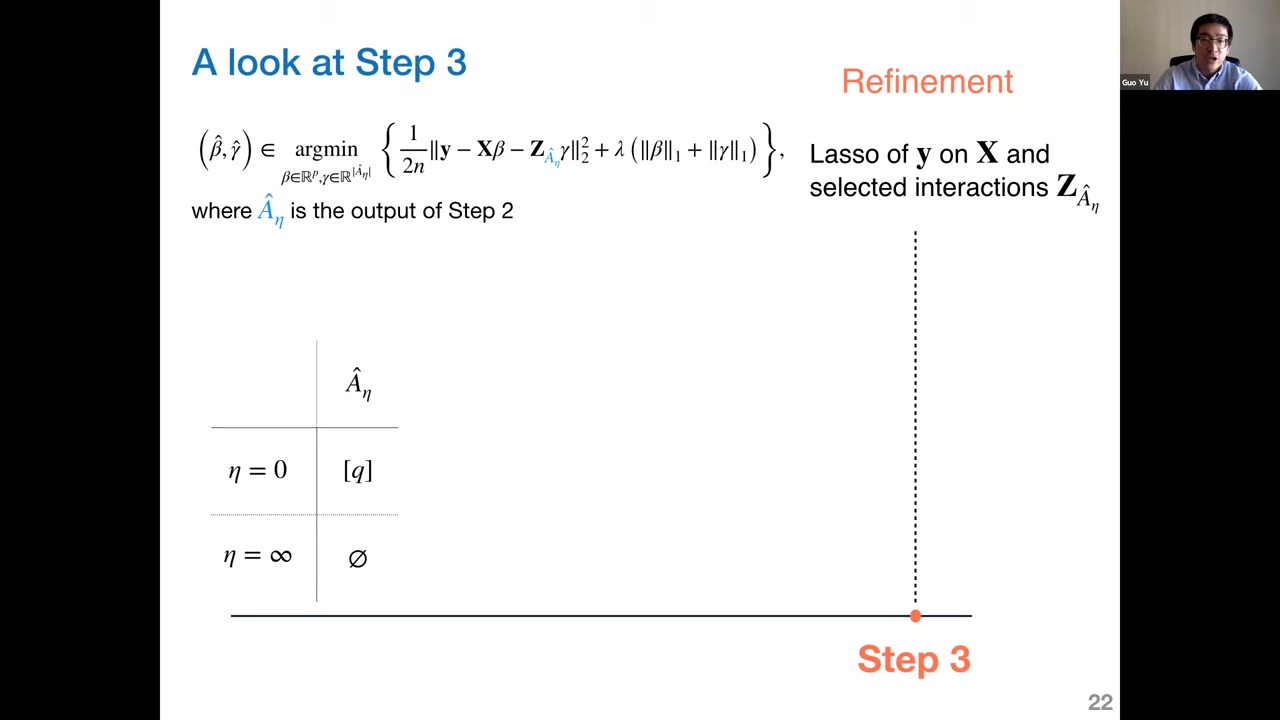 A look at Step 3
Refinement
Guo Yu
(β̂, γ̂) ∈ argmin_{β∈ℝ^p, γ∈ℝ^{|Â_η|}} { 1/2n ‖y − Xβ − Z_{Â_η}γ‖₂² + λ (‖β‖₁ + ‖γ‖₁) },
where Â_η is the output of Step 2
Lasso of y on X and
selected interactions Z_{Â_η}
Â_η
η = 0 [q]
η = ∞ ∅
Step 3
22